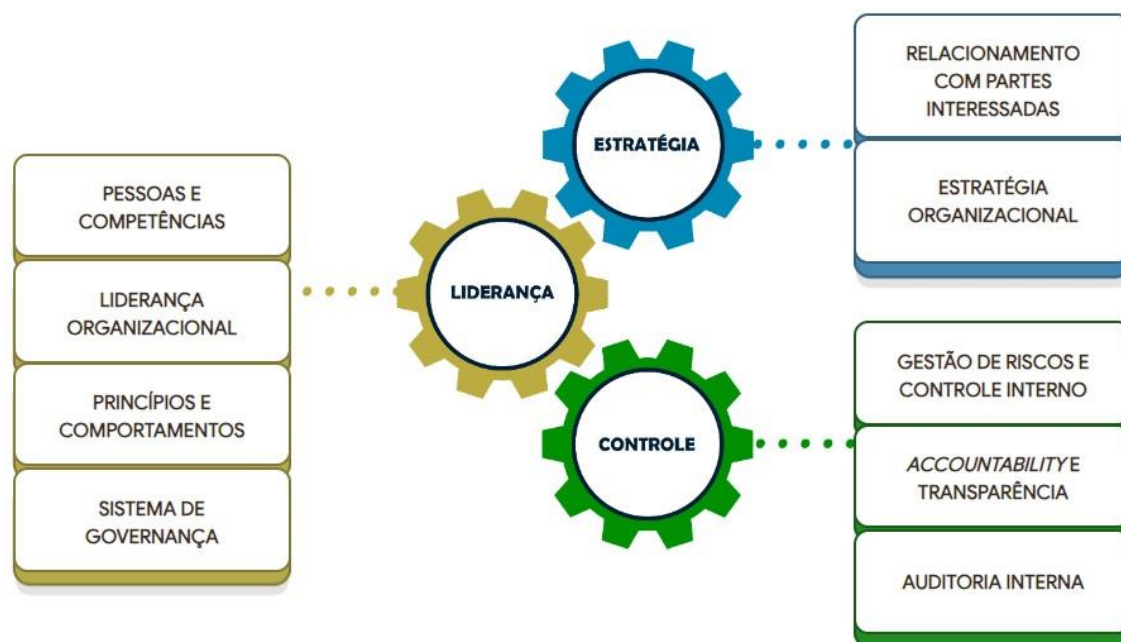 PESSOAS E
COMPETÊNCIAS
LIDERANÇA
ORGANIZACIONAL
PRINCÍPIOS E
COMPORTAMENTOS
SISTEMA DE
GOVERNANÇA
LIDERANÇA
ESTRATÉGIA
CONTROLE
RELACIONAMENTO
COM PARTES
INTERESSADAS
ESTRATÉGIA
ORGANIZACIONAL
GESTÃO DE RISCOS E
CONTROLE INTERNO
ACCOUNTABILITY E
TRANSPARÊNCIA
AUDITORIA INTERNA